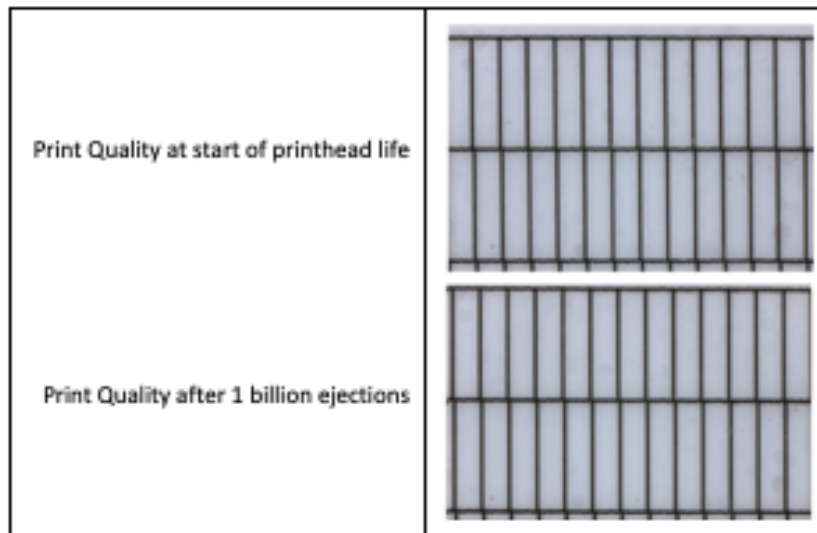 Print Quality at start of printhead life
Print Quality after 1 billion ejections